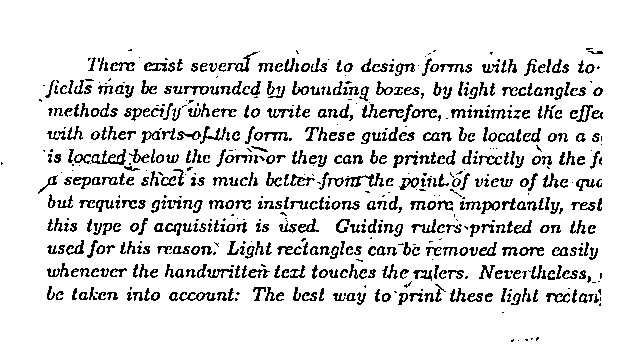 There exist several methods to design forms with fields to
fields may be surrounded by bounding boxes, by light rectangles o
methods specify where to write and, therefore, minimize the effe
with other parts of the form. These guides can be located on a s
is located below the form or they can be printed directly on the f
a separate sheet is much better from the point of view of the qua
but requires giving more instructions and, more importantly, rest
this type of acquisition is used. Guiding rulers printed on the
used for this reason. Light rectangles can be removed more easily
whenever the handwritten text touches the rulers. Nevertheless,
be taken into account: The best way to print these light rectan